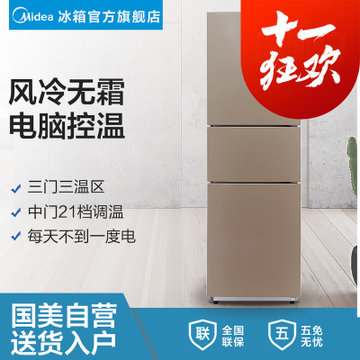 Midea 冰箱官方旗舰店
十一
狂欢
风冷无霜
电脑控温
三门三温区
中门21档调温
每天不到一度电
国美自营
送货入户
联 全国联保
五 五免无忧